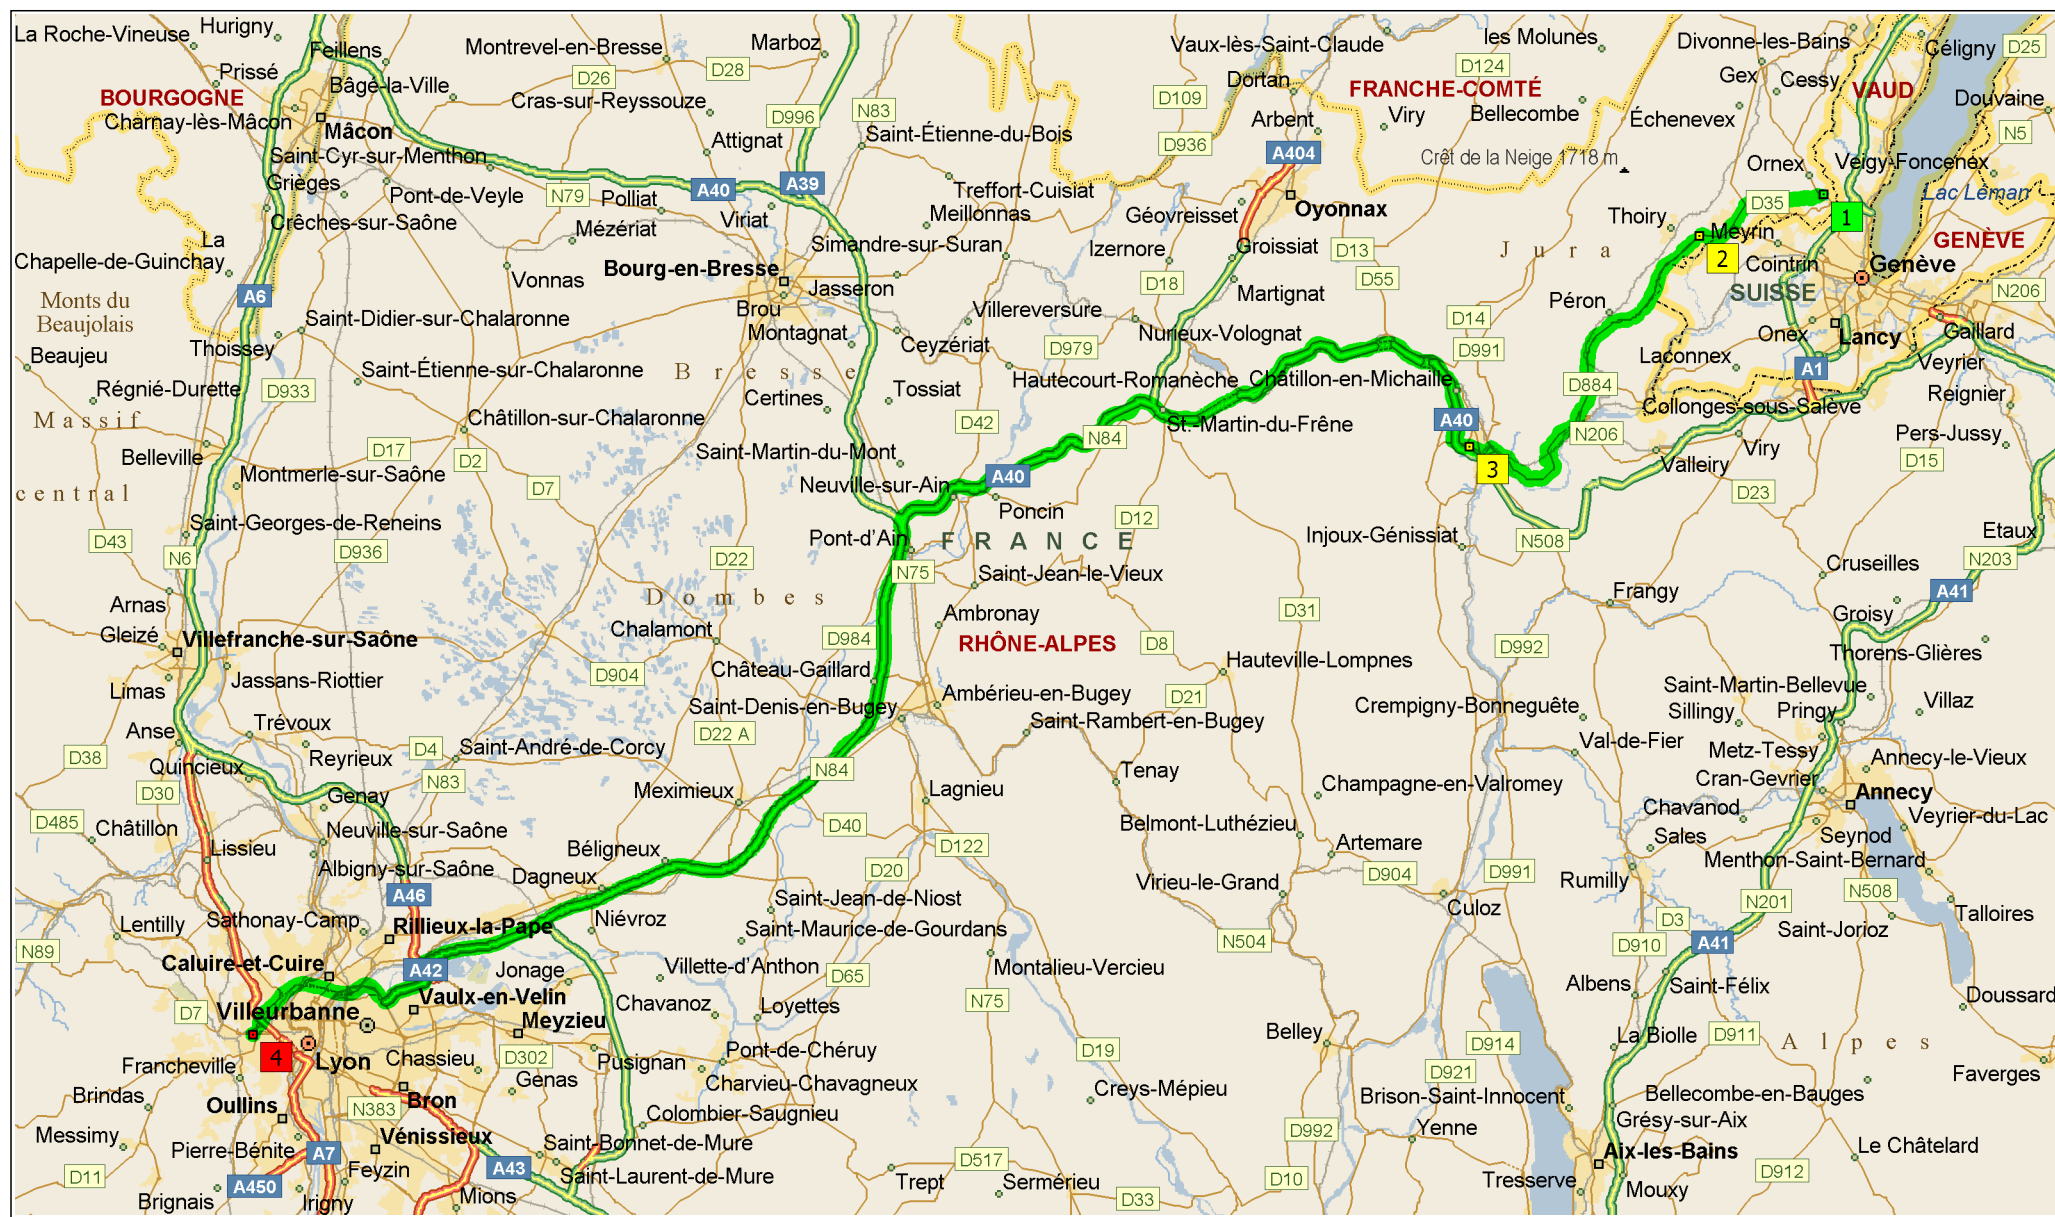 La Roche-Vineuse
Hurigny
Feillens
Montrevel-en-Bresse
Marboz
Vaux-lès-Saint-Claude
les Molunes
Divonne-les-Bains
Céligny
D25
Prissé
Bâgé-la-Ville
D26
D28
Dortan
D124
Gex
Cessy
BOURGOGNE
Cras-sur-Reyssouze
D109
FRANCHE-COMTÉ
VAUD
Douvaine
Charnay-lès-Mâcon
Mâcon
D996
N83
Arbent
Viry
Bellecombe
Échenevex
N5
Attignat
Saint-Étienne-du-Bois
D936
A404
Crêt de la Neige 1718 m
Ornex
Veigy-Foncenex
Saint-Cyr-sur-Menthon
Grièges
Pont-de-Veyle
N79
Polliat
A40
A39
Treffort-Cuisiat
Oyonnax
D35
Lac Léman
Crêches-sur-Saône
Mézériat
Viriat
Meillonnas
Géovreisset
Thoiry
1
La
Chapelle-de-Guinchay
Simandre-sur-Suran
Izernore
Groissiat
D13
Jura
Meyrin
GENÈVE
Vonnas
Bourg-en-Bresse
Jasseron
D18
D55
2
Cointrin
Genève
Monts du
Beaujolais
A6
Brou
Villereversure
Martignat
Péron
SUISSE
N206
Saint-Didier-sur-Chalaronne
Montagnat
Ceyzériat
Nurieux-Volognat
D14
Onex
Lancy
Gaillard
Thoissey
Beaujeu
D979
D991
Laconnex
A1
Veyrier
Régnié-Durette
D933
Saint-Étienne-sur-Chalaronne
Bresse
Certines
Tossiat
Hautecourt-Romanèche
Châtillon-en-Michaille
D884
Reignier
Massif
central
Châtillon-sur-Chalaronne
D42
N84
St.-Martin-du-Frêne
A40
N206
Collonges-sous-Salève
Pers-Jussy
Belleville
D17
D2
Saint-Martin-du-Mont
3
Valleiry
Viry
D15
Montmerle-sur-Saône
D7
Neuville-sur-Ain
A40
D23
Poncin
D12
Saint-Georges-de-Reneins
D43
N6
D936
D22
Pont-d'Ain
FRANCE
Injoux-Génissiat
N508
Etaux
N75
Saint-Jean-le-Vieux
Cruseilles
N203
Arnas
Dombes
Ambronay
D31
Frangy
A41
Groisy
Gleizé
Villefranche-sur-Saône
Chalamont
D984
RHÔNE-ALPES
D8
D992
Thorens-Glières
Limas
Jassans-Riottier
D904
Château-Gaillard
Hauteville-Lompnes
Saint-Martin-Bellevue
Anse
Trévoux
Saint-Denis-en-Bugey
Ambérieu-en-Bugey
D21
Crempigny-Bonneguête
Sillingy
Pringy
Villaz
D38
Reyrieux
D4
Saint-André-de-Corcy
D22 A
Saint-Rambert-en-Bugey
Val-de-Fier
Metz-Tessy
Annecy-le-Vieux
Quincieux
D30
N83
N84
Tenay
Cran-Gevrier
Genay
Meximieux
Lagnieu
Champagne-en-Valromey
Chavanod
Annecy
D485
Châtillon
Neuville-sur-Saône
D40
Belmont-Luthézieu
Sales
Seynod
Veyrier-du-Lac
Lissieu
Béligneux
D122
Artemare
Menthon-Saint-Bernard
Albigny-sur-Saône
Dagneux
D20
Virieu-le-Grand
D904
D991
Rumilly
N508
A46
Saint-Jean-de-Niost
Culoz
N201
Talloires
Lentilly
Sathonay-Camp
Rillieux-la-Pape
Niévroz
Saint-Maurice-de-Gourdans
D3
Saint-Jorioz
N89
N504
D910
A41
Caluire-et-Cuire
A42
Jonage
Villette-d'Anthon
D65
Montalieu-Vercieu
Albens
Saint-Félix
D7
Villeurbanne
Vaulx-en-Velin
Chavanoz
Loyettes
N75
Doussard
Meyzieu
Belley
La Biolle
D911
Alpes
Francheville
4
Lyon
Chassieu
D302
Pusignan
Pont-de-Chéruy
D19
D914
Brindas
Genas
Charvieu-Chavagneux
Creys-Mépieu
D921
Faverges
Oullins
N383
Bron
Colombier-Saugnieu
Brison-Saint-Innocent
Bellecombe-en-Bauges
Messimy
Grésy-sur-Aix
Pierre-Bénite
A7
Vénissieux
Saint-Bonnet-de-Mure
D992
Yenne
Aix-les-Bains
Le Châtelard
D11
Feyzin
A43
Saint-Laurent-de-Mure
D517
D10
D912
Brignais
A450
Irigny
Mions
Trept
Sermérieu
D33
Tresserve
Mouxy